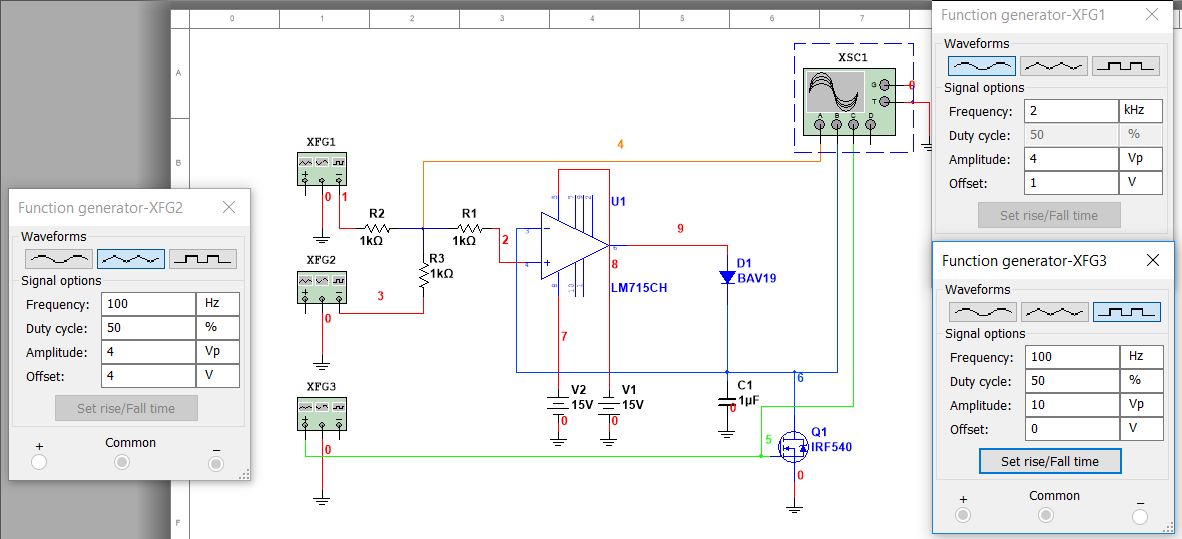 0 1 2 3 4 5 6 7
A
B
F
XSC1
G
T
A B C D
0
4
XFG1
0 1
R2
1kΩ
R1
1kΩ
R3
1kΩ
2
XFG2
0
3
XFG3
0
U1
LM715CH
3
4
5
6
8
9
8
7
D1
BAV19
V2
15V
0
V1
15V
0
C1
1µF
0
6
5
Q1
IRF540
0
Function generator-XFG2
Waveforms
Signal options
Frequency: 100 Hz
Duty cycle: 50 %
Amplitude: 4 Vp
Offset: 4 V
Set rise/Fall time
+ Common −
Function generator-XFG1
Waveforms
Signal options
Frequency: 2 kHz
Duty cycle: 50 %
Amplitude: 4 Vp
Offset: 1 V
Set rise/Fall time
Function generator-XFG3
Waveforms
Signal options
Frequency: 100 Hz
Duty cycle: 50 %
Amplitude: 10 Vp
Offset: 0 V
Set rise/Fall time
+ Common −